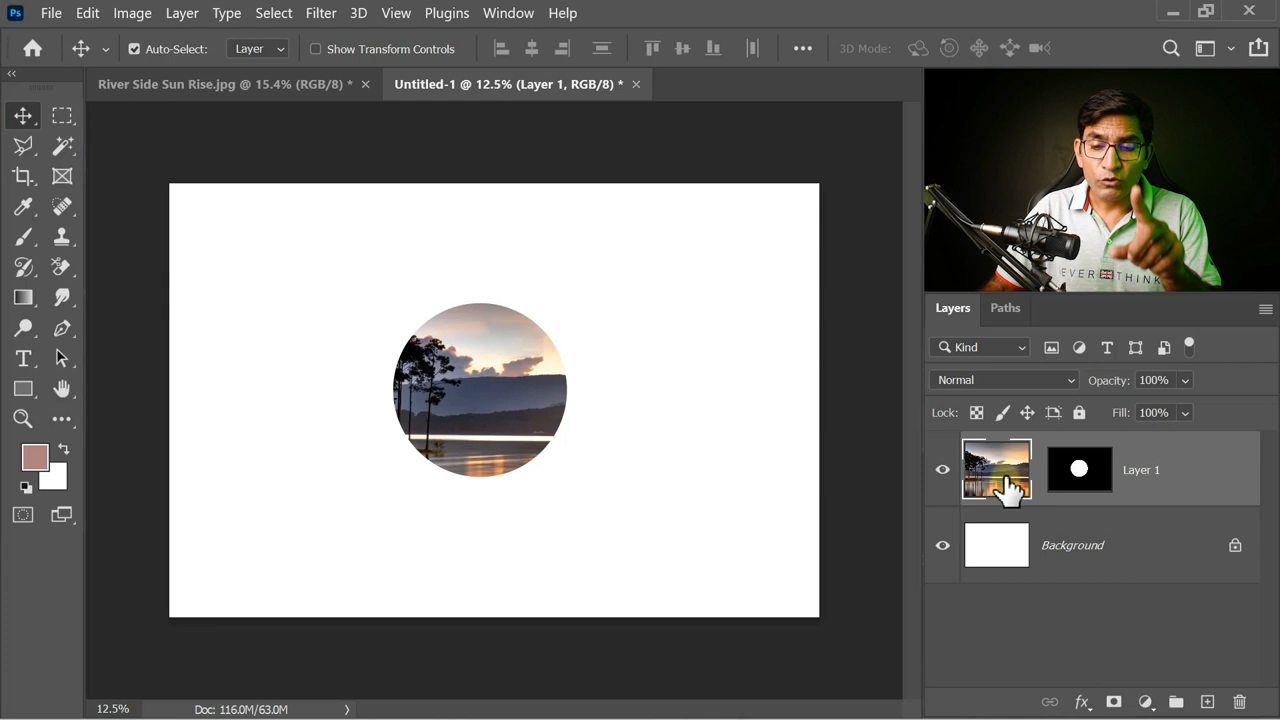 Ps File Edit Image Layer Type Select Filter 3D View Plugins Window Help
Auto-Select: Layer Show Transform Controls 3D Mode:
River Side Sun Rise.jpg @ 15.4% (RGB/8) * Untitled-1 @ 12.5% (Layer 1, RGB/8) *
EVER THINK
Layers Paths
Kind
Normal Opacity: 100%
Lock: Fill: 100%
Layer 1
Background
12.5% Doc: 116.0M/63.0M